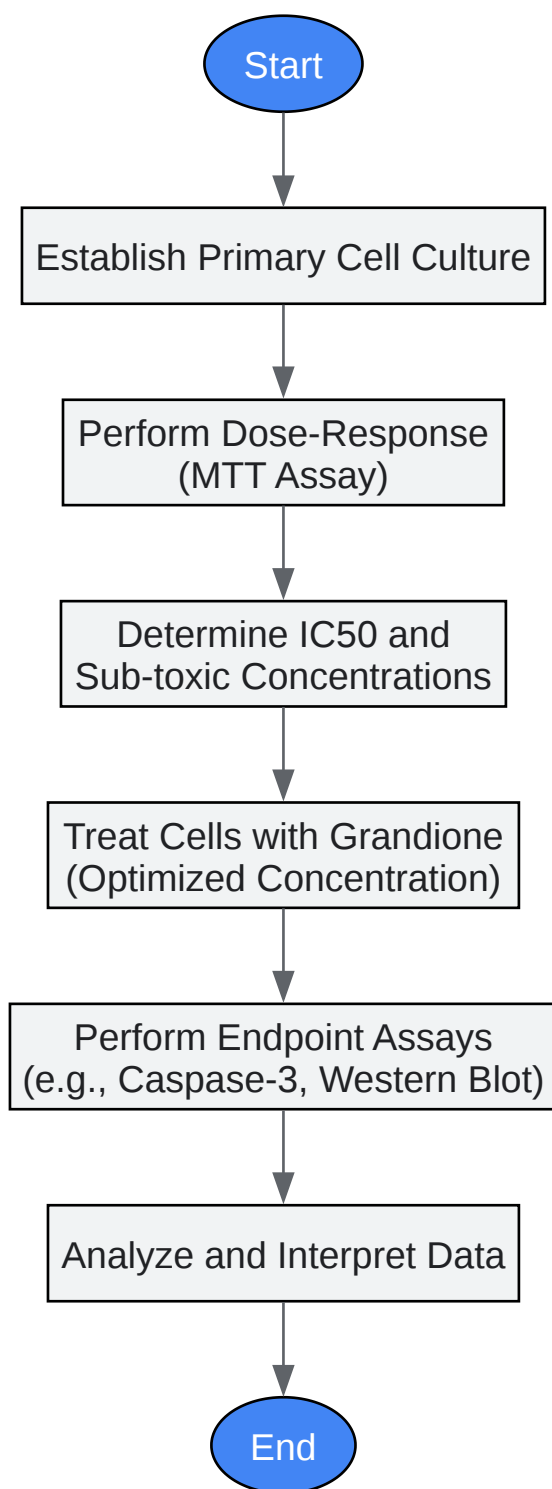 Start
Establish Primary Cell Culture
Perform Dose-Response
(MTT Assay)
Determine IC50 and
Sub-toxic Concentrations
Treat Cells with Grandione
(Optimized Concentration)
Perform Endpoint Assays
(e.g., Caspase-3, Western Blot)
Analyze and Interpret Data
End